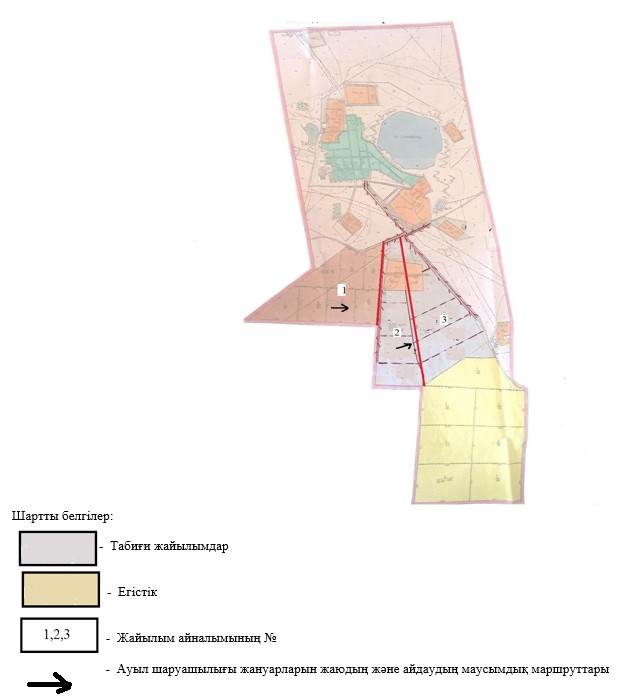 1
2
3
Шартты белгілер:
- Табиғи жайылымдар
- Егістік
1,2,3 - Жайылым айналымының №
- Ауыл шаруашылығы жануарларын жаюдың және айдаудың маусымдық маршруттары